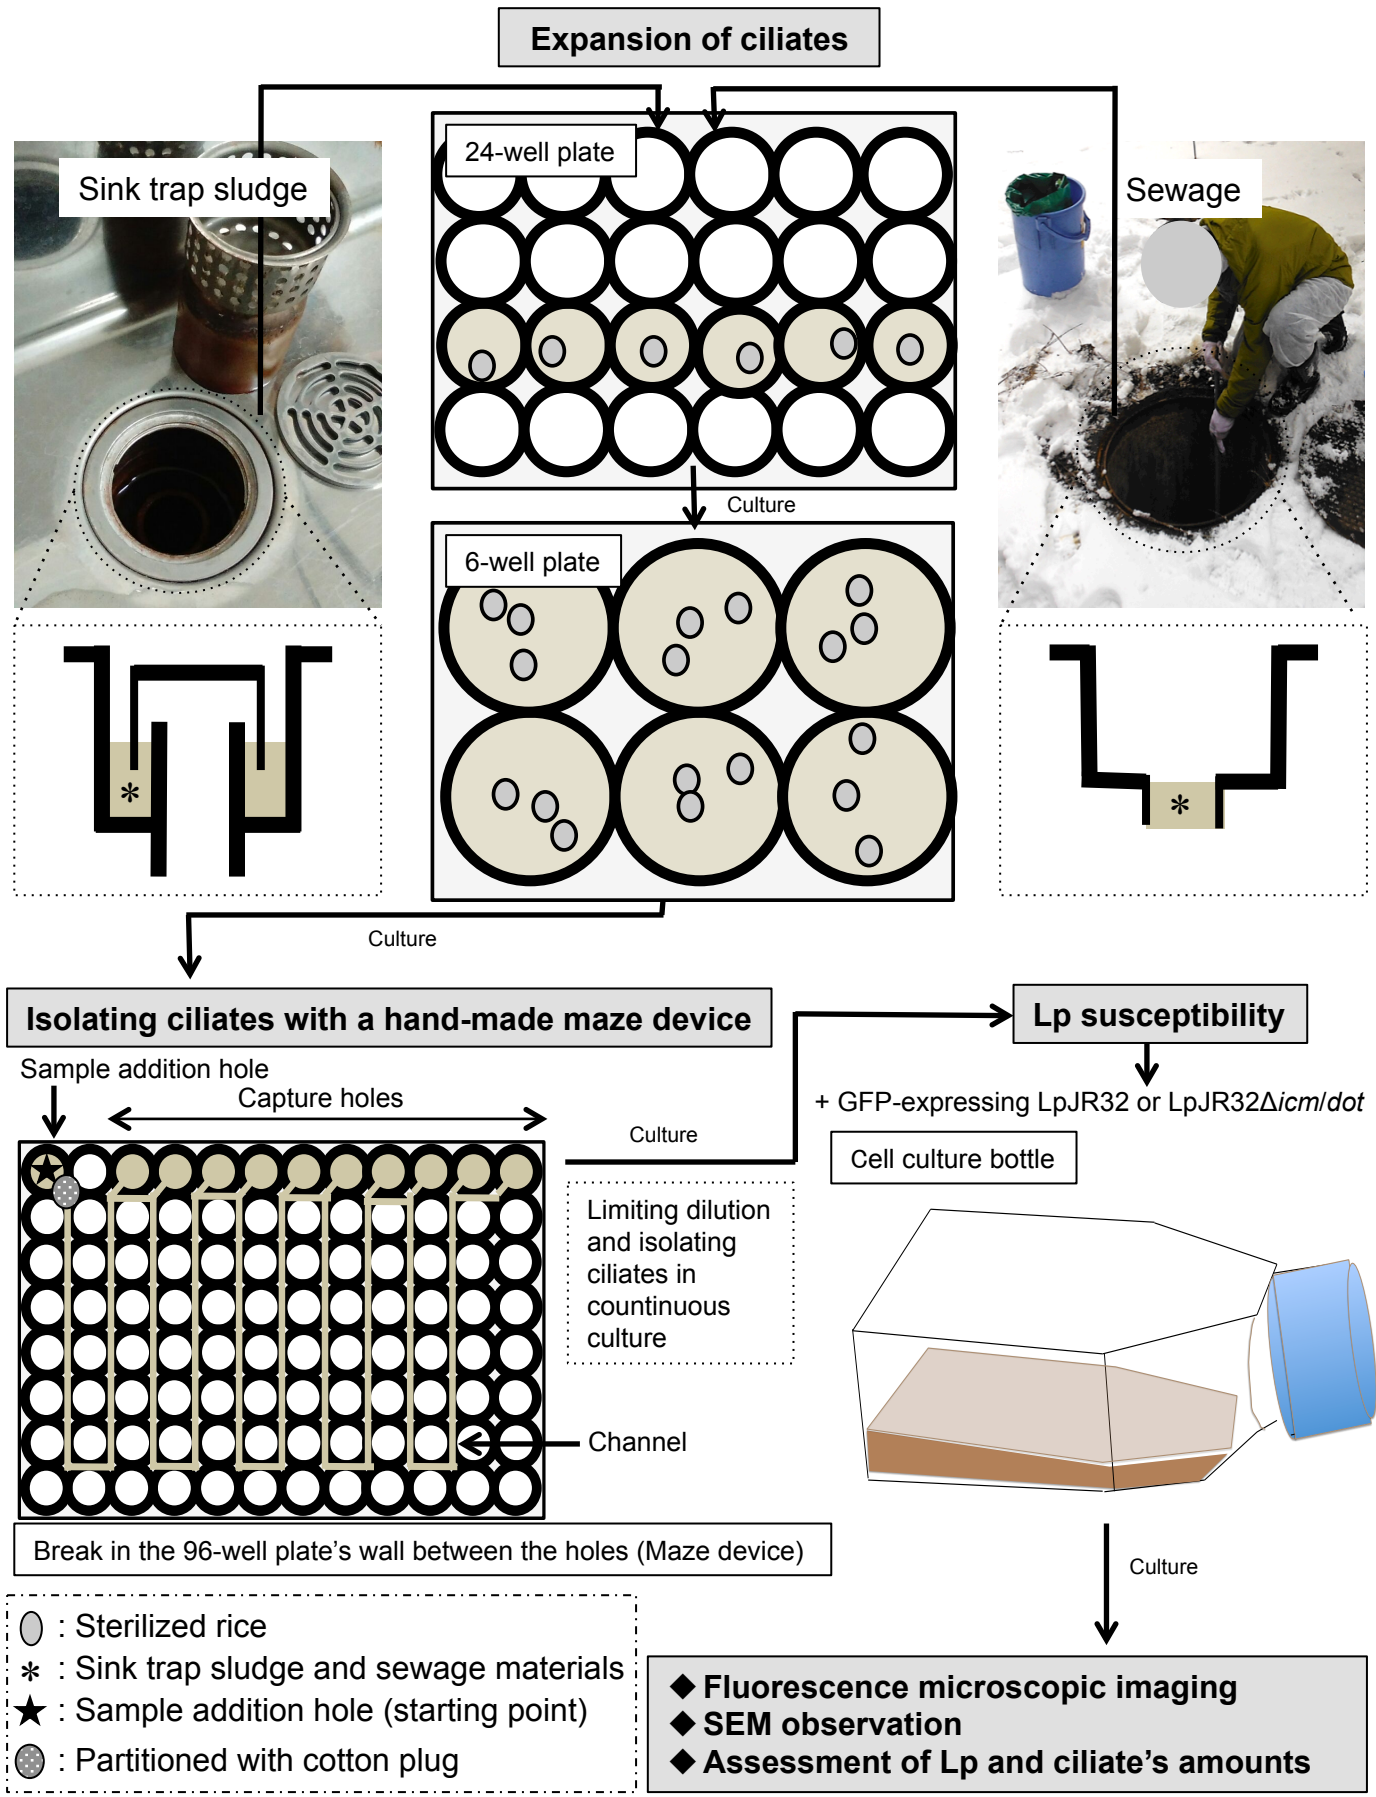 Expansion of ciliates
24-well plate
Sink trap sludge
Sewage
Culture
6-well plate
Culture
Isolating ciliates with a hand-made maze device
Lp susceptibility
Sample addition hole
Capture holes
Culture
+ GFP-expressing LpJR32 or LpJR32Δicm/dot
Cell culture bottle
Limiting dilution
and isolating
ciliates in
countinuous
culture
Channel
Break in the 96-well plate’s wall between the holes (Maze device)
Culture
: Sterilized rice
* : Sink trap sludge and sewage materials
★ : Sample addition hole (starting point)
: Partitioned with cotton plug
◆ Fluorescence microscopic imaging
◆ SEM observation
◆ Assessment of Lp and ciliate’s amounts